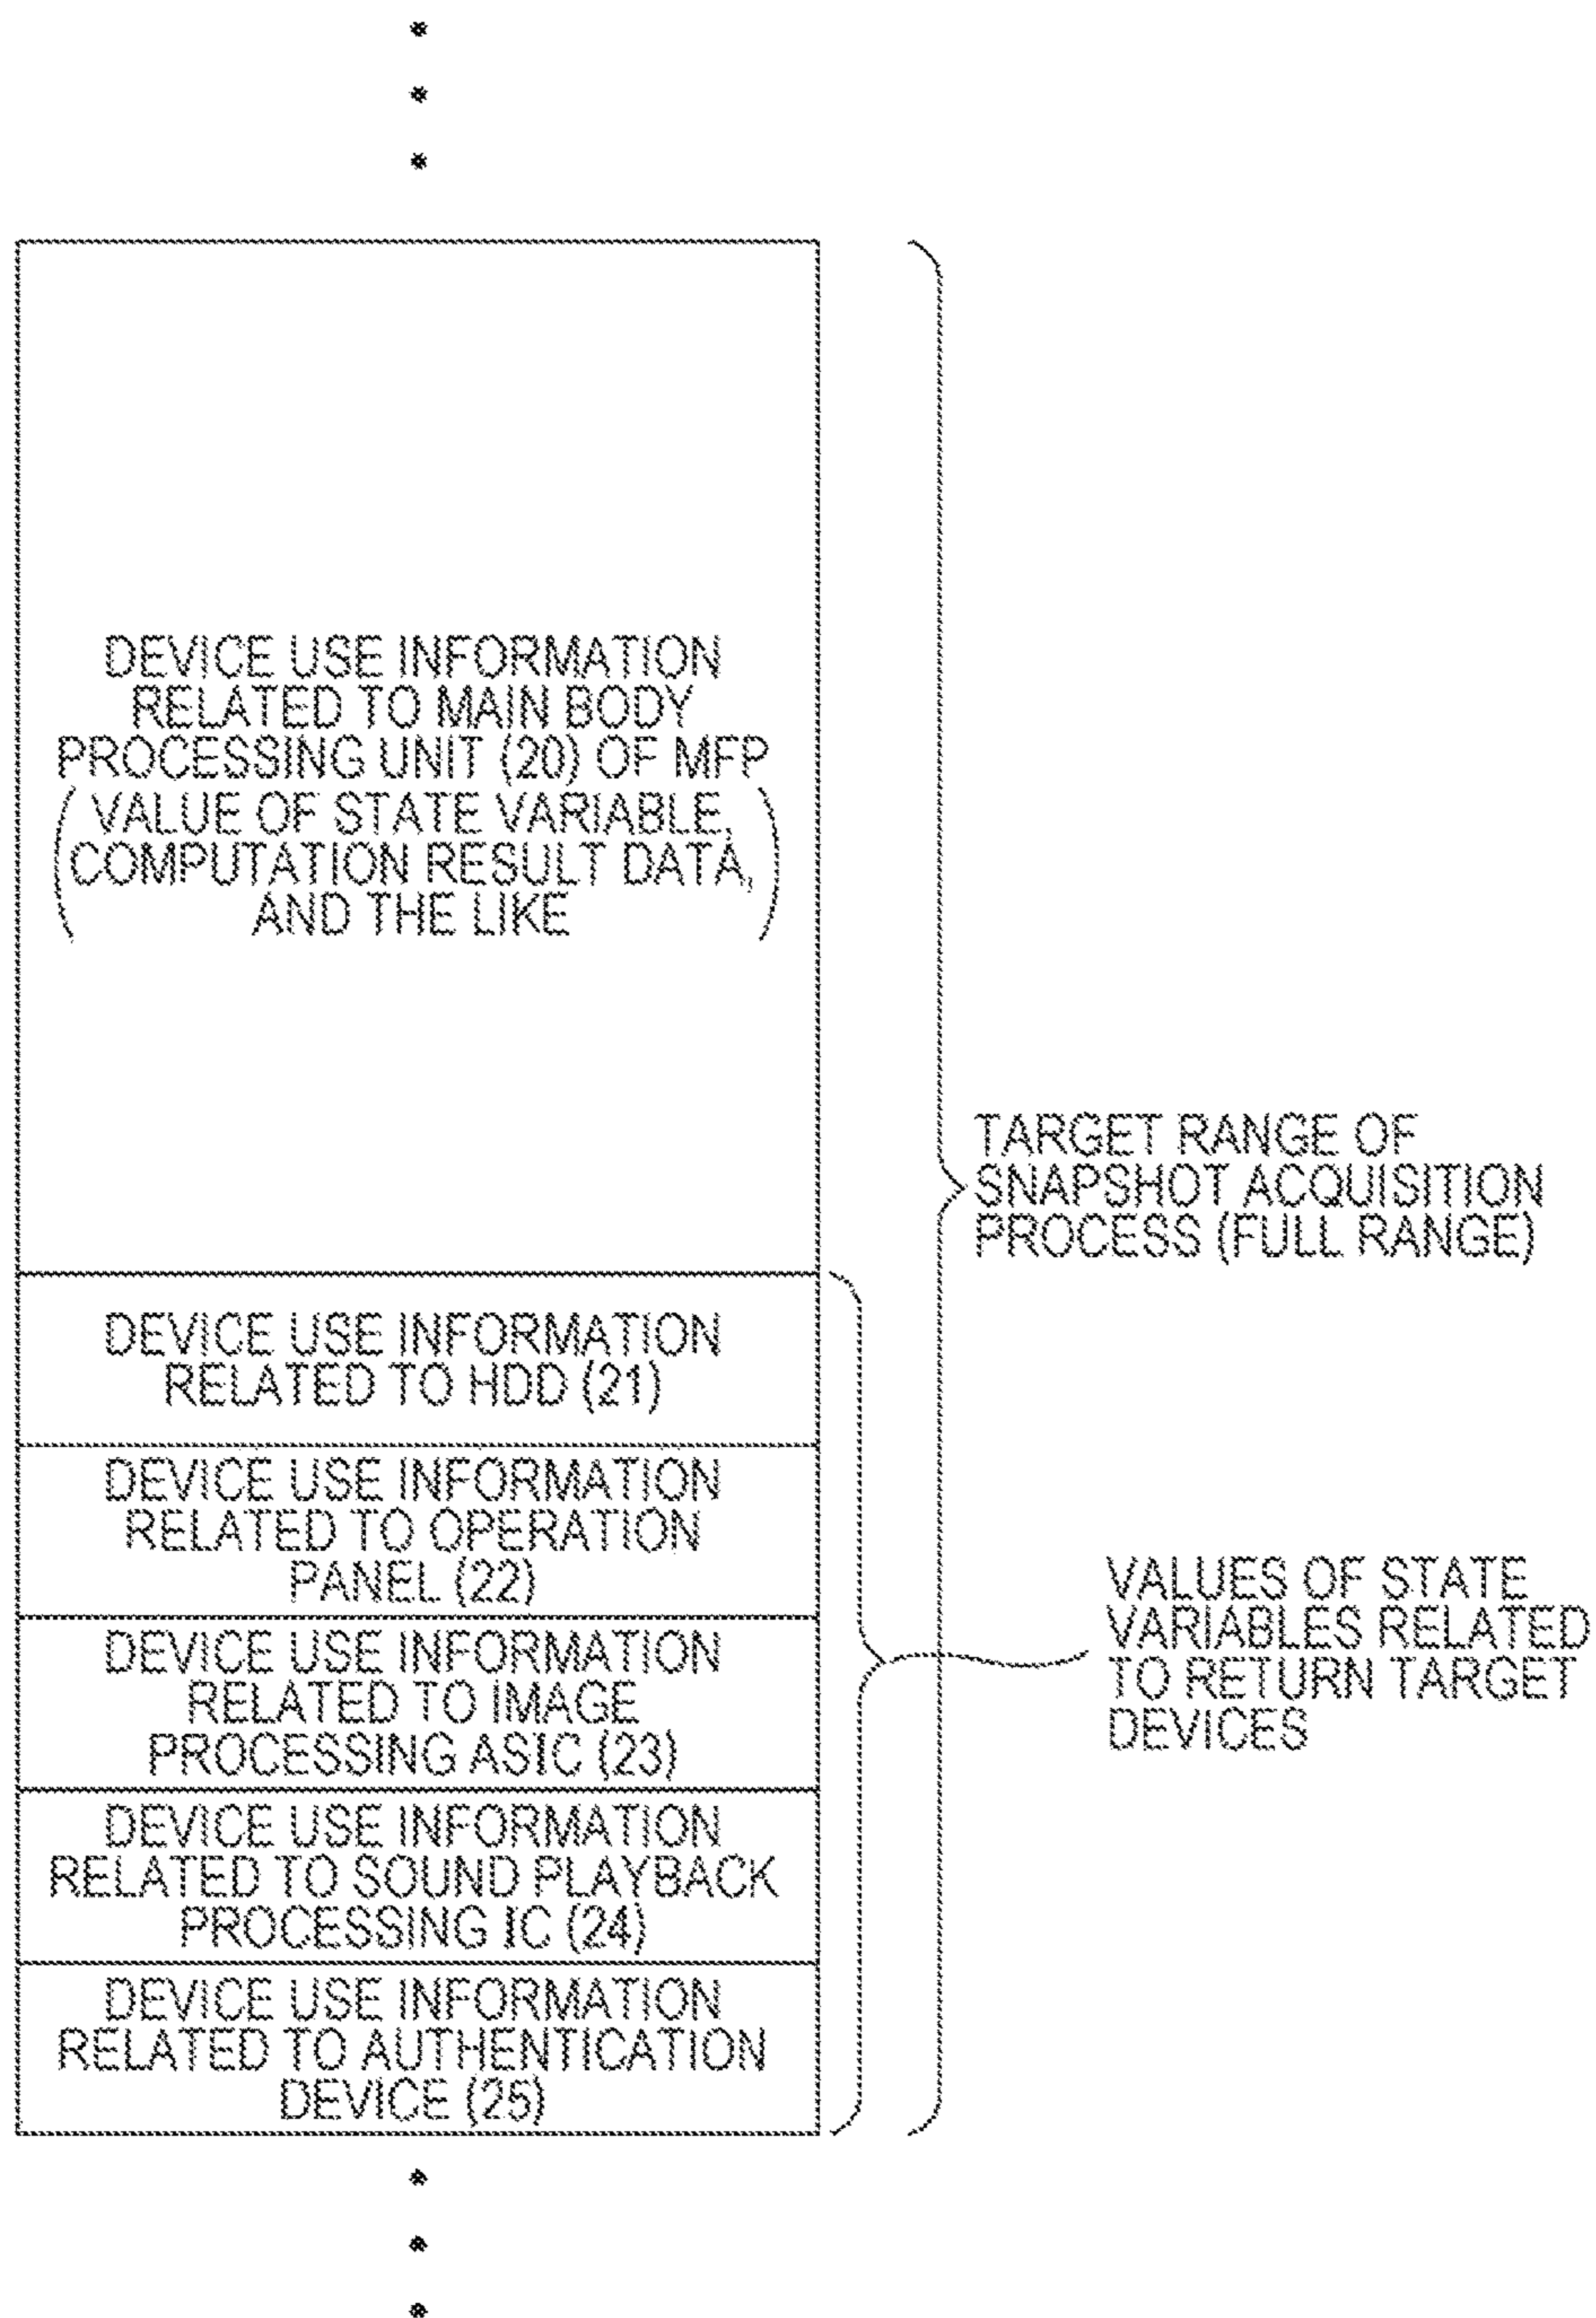 DEVICE USE INFORMATION
RELATED TO MAIN BODY
PROCESSING UNIT (20) OF MFP
(VALUE OF STATE VARIABLE,
COMPUTATION RESULT DATA,
AND THE LIKE)
TARGET RANGE OF
SNAPSHOT ACQUISITION
PROCESS (FULL RANGE)
DEVICE USE INFORMATION
RELATED TO HDD (21)
DEVICE USE INFORMATION
RELATED TO OPERATION
PANEL (22)
DEVICE USE INFORMATION
RELATED TO IMAGE
PROCESSING ASIC (23)
DEVICE USE INFORMATION
RELATED TO SOUND PLAYBACK
PROCESSING IC (24)
DEVICE USE INFORMATION
RELATED TO AUTHENTICATION
DEVICE (25)
VALUES OF STATE
VARIABLES RELATED
TO RETURN TARGET
DEVICES